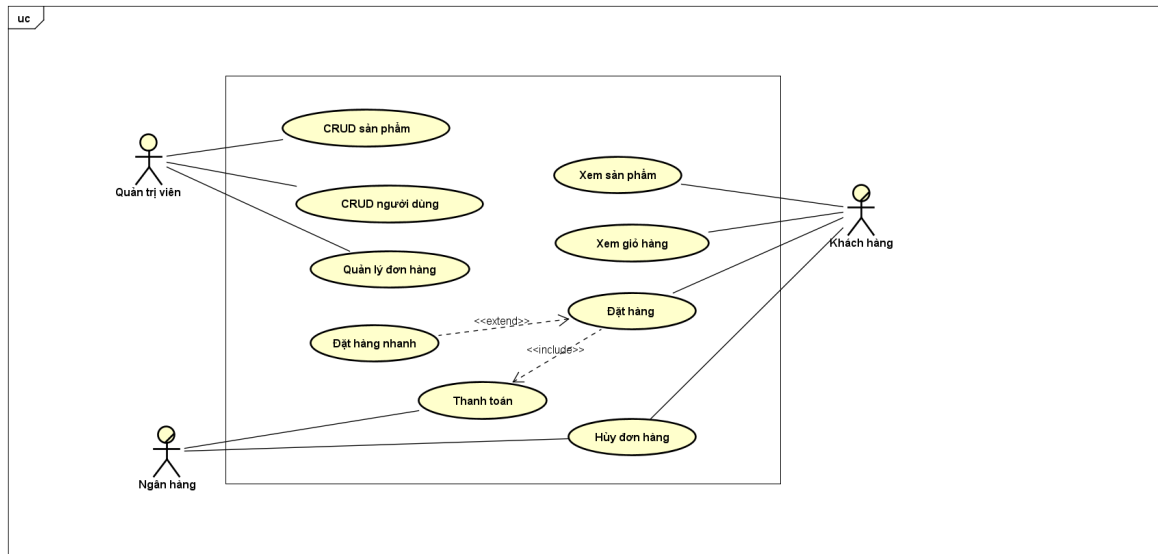 uc
CRUD sản phẩm
Quản trị viên
Xem sản phẩm
CRUD người dùng
Xem giỏ hàng
Khách hàng
Quản lý đơn hàng
Đặt hàng
<<extend>>
Đặt hàng nhanh
<<include>>
Thanh toán
Hủy đơn hàng
Ngân hàng